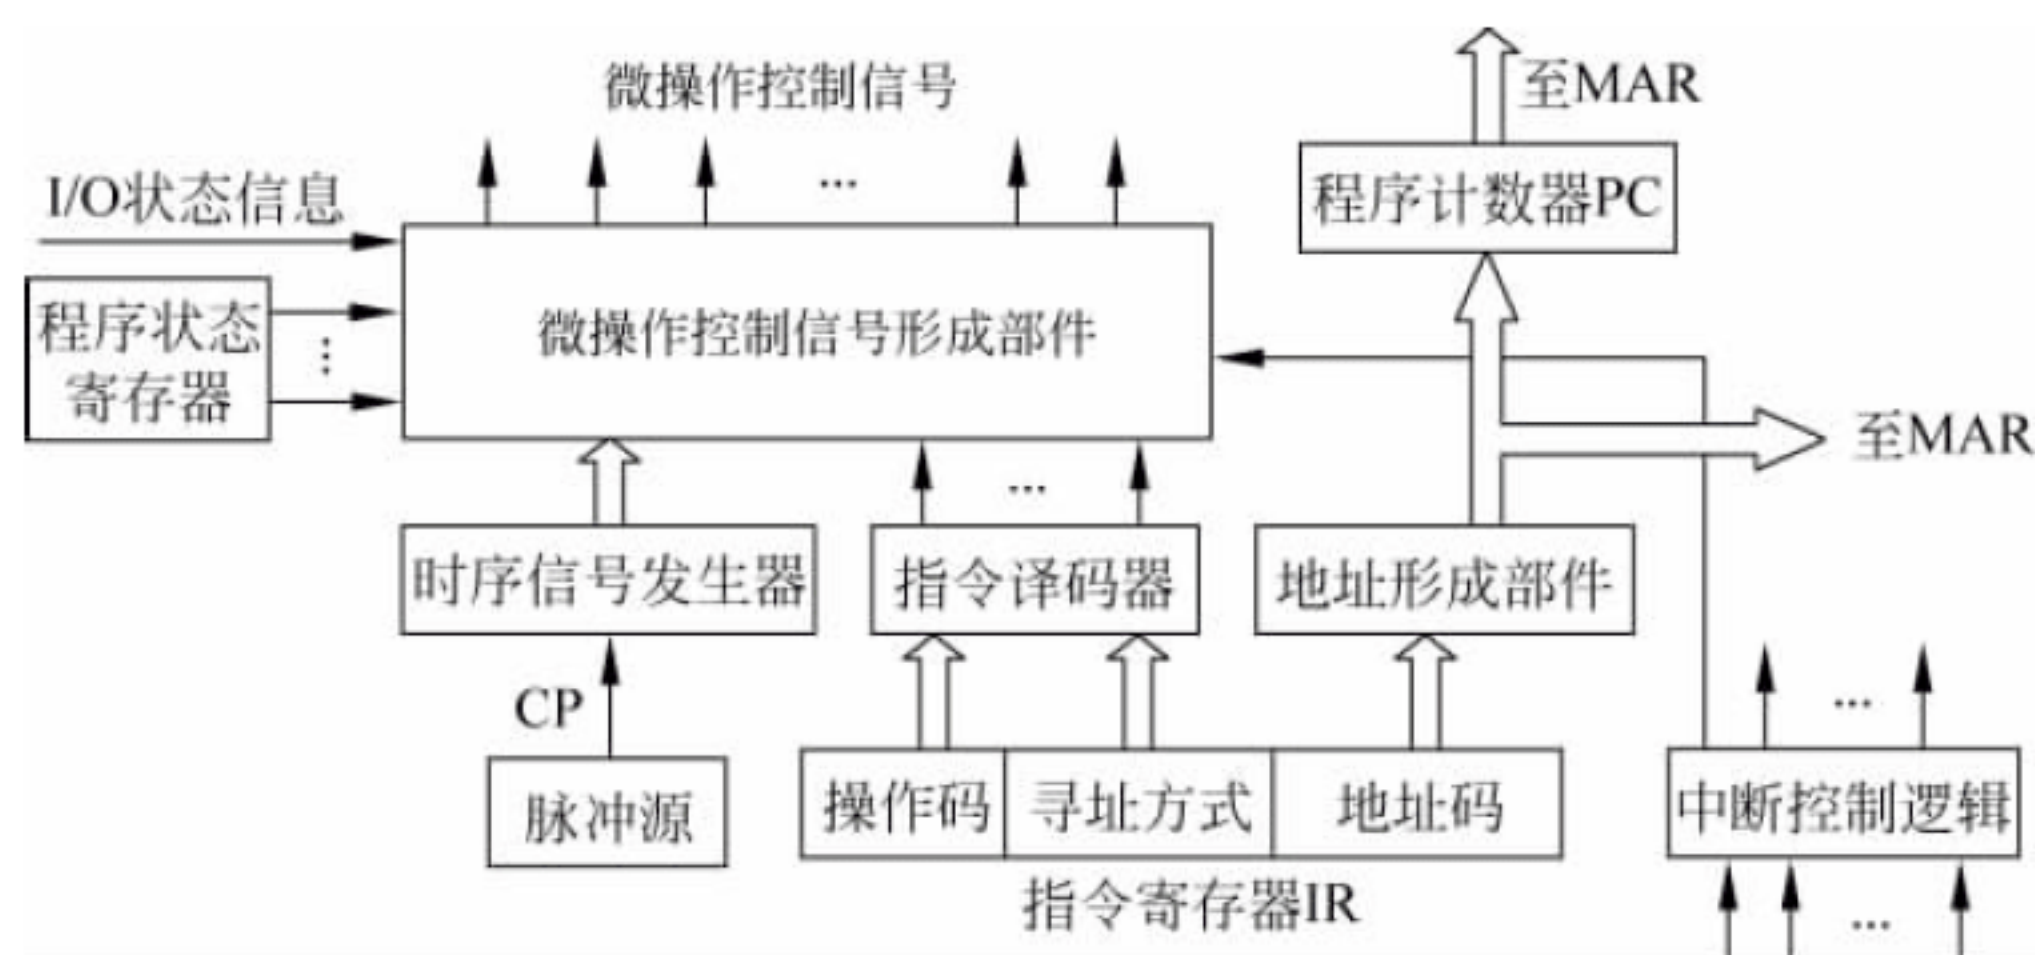 微操作控制信号
至MAR
I/O状态信息
程序计数器PC
程序状态
寄存器
⋮
...
微操作控制信号形成部件
至MAR
...
时序信号发生器
指令译码器
地址形成部件
CP
...
脉冲源
操作码
寻址方式
地址码
中断控制逻辑
指令寄存器IR
...